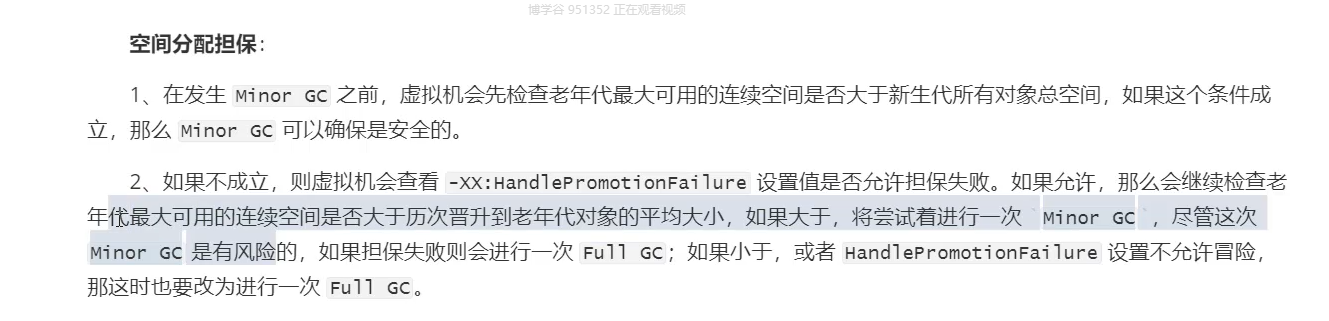 博学谷 951352 正在观看视频
空间分配担保：
1、在发生 Minor GC 之前，虚拟机会先检查老年代最大可用的连续空间是否大于新生代所有对象总空间，如果这个条件成
立，那么 Minor GC 可以确保是安全的。
2、如果不成立，则虚拟机会查看 -XX:HandlePromotionFailure 设置值是否允许担保失败。如果允许，那么会继续检查老
年代最大可用的连续空间是否大于历次晋升到老年代对象的平均大小，如果大于，将尝试着进行一次 `Minor GC`，尽管这次
Minor GC 是有风险的，如果担保失败则会进行一次 Full GC；如果小于，或者 HandlePromotionFailure 设置不允许冒险，
那这时也要改为进行一次 Full GC。